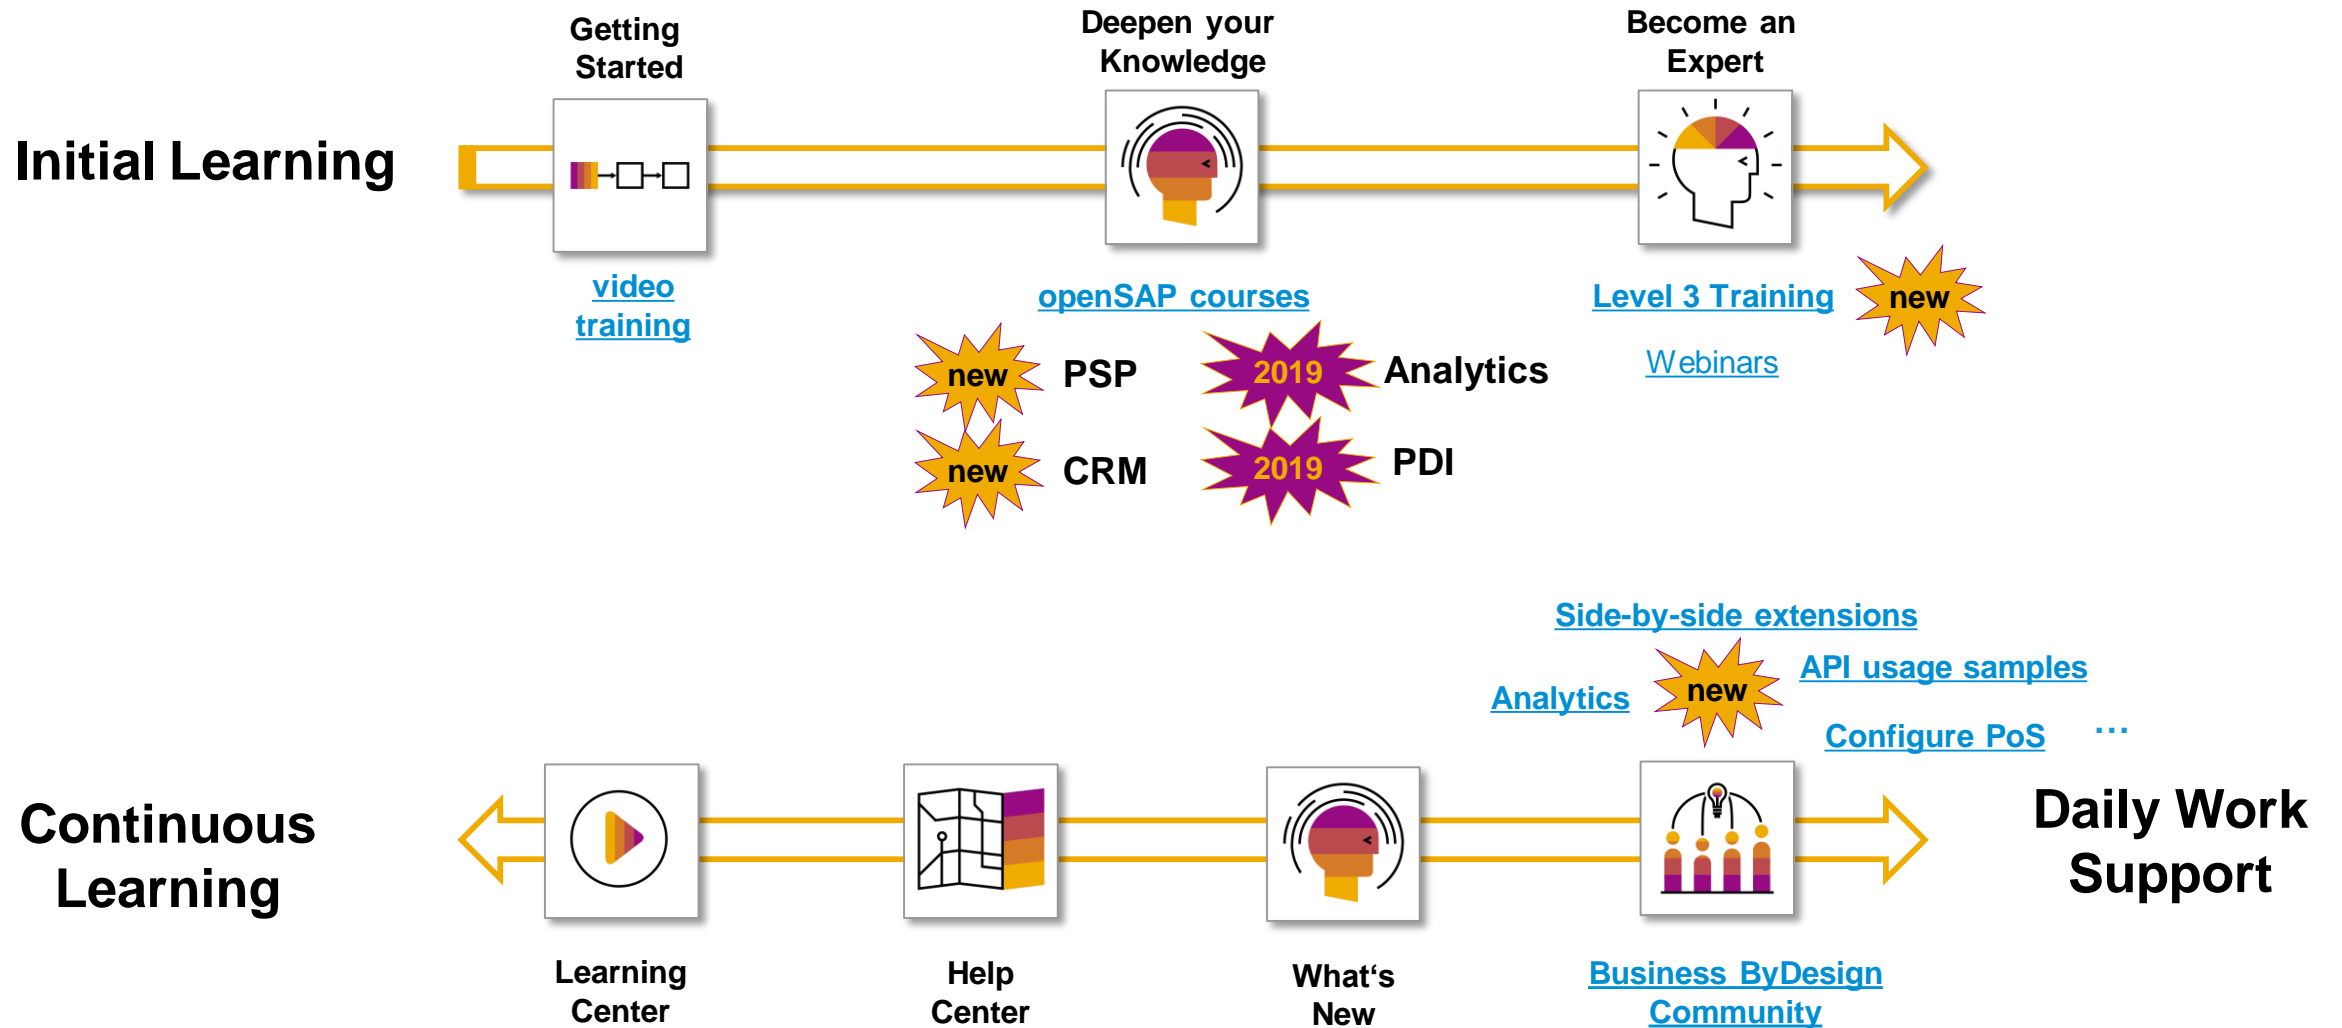 Getting
Started
Deepen your
Knowledge
Become an
Expert
Initial Learning
video
training
openSAP courses
Level 3 Training
new
Webinars
new
PSP
2019
Analytics
new
CRM
2019
PDI
Side-by-side extensions
Analytics
new
API usage samples
Configure PoS
...
Continuous
Learning
Daily Work
Support
Learning
Center
Help
Center
What‘s
New
Business ByDesign
Community